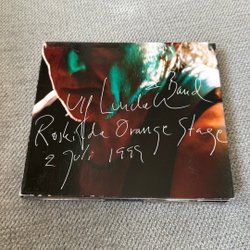 Ulf Lundell Band
Roskilde Orange Stage
2 Juli 1999